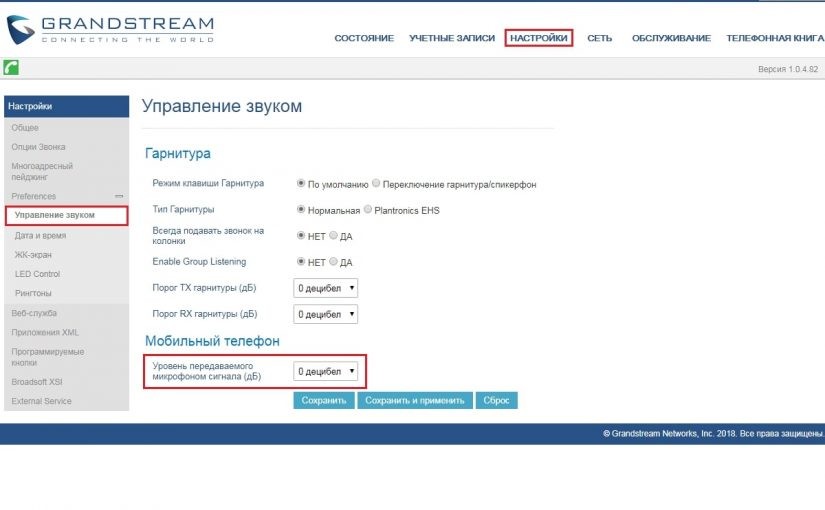 GRANDSTREAM
CONNECTING THE WORLD
СОСТОЯНИЕ УЧЕТНЫЕ ЗАПИСИ НАСТРОЙКИ СЕТЬ ОБСЛУЖИВАНИЕ ТЕЛЕФОННАЯ КНИГА
Версия 1.0.4.82
Настройки
Общее
Опции Звонка
Многоадресный
пейджинг
Preferences
Управление звуком
Дата и время
ЖК-экран
LED Control
Рингтоны
Веб-служба
Приложения XML
Программируемые
кнопки
Broadsoft XSI
External Service
Управление звуком
Гарнитура
Режим клавиши Гарнитура По умолчанию Переключение гарнитура/спикерфон
Тип Гарнитуры Нормальная Plantronics EHS
Всегда подавать звонок на
колонки НЕТ ДА
Enable Group Listening НЕТ ДА
Порог TX гарнитуры (дБ) 0 децибел
Порог RX гарнитуры (дБ) 0 децибел
Мобильный телефон
Уровень передаваемого
микрофоном сигнала (дБ) 0 децибел
Сохранить Сохранить и применить Сброс
© Grandstream Networks, Inc. 2018. Все права защищены.